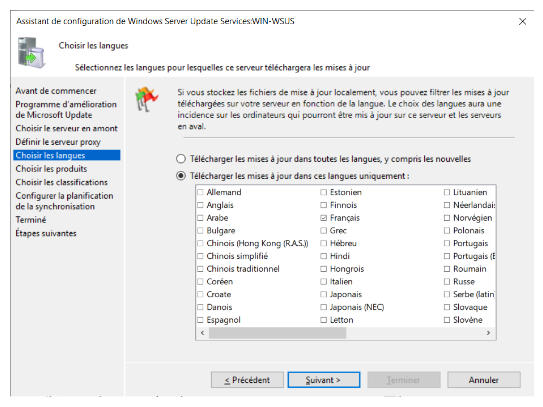 Assistant de configuration de Windows Server Update Services:WIN-WSUS
Choisir les langues
Sélectionnez les langues pour lesquelles ce serveur téléchargera les mises à jour
Avant de commencer
Programme d'amélioration
de Microsoft Update
Choisir le serveur en amont
Définir le serveur proxy
Choisir les langues
Choisir les produits
Choisir les classifications
Configurer la planification
de la synchronisation
Terminé
Étapes suivantes
Si vous stockez les fichiers de mise à jour localement, vous pouvez filtrer les mises à jour
téléchargées sur votre serveur en fonction de la langue. Le choix des langues aura une
incidence sur les ordinateurs qui pourront être mis à jour sur ce serveur et les serveurs
en aval.
Télécharger les mises à jour dans toutes les langues, y compris les nouvelles
Télécharger les mises à jour dans ces langues uniquement :
Allemand Estonien Lituanien
Anglais Finnois Néerlandais
Arabe Français Norvégien
Bulgare Grec Polonais
Chinois (Hong Kong (R.A.S.)) Hébreu Portugais
Chinois simplifié Hindi Portugais (B
Chinois traditionnel Hongrois Roumain
Coréen Italien Russe
Croate Japonais Serbe (latin
Danois Japonais (NEC) Slovaque
Espagnol Letton Slovène
< Précédent Suivant > Terminer Annuler